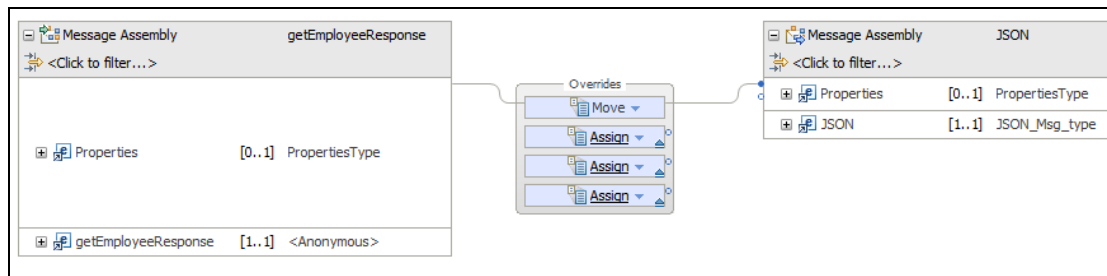 Message Assembly getEmployeeResponse
<Click to filter...>
Properties [0..1] PropertiesType
getEmployeeResponse [1..1] <Anonymous>
Overrides
Move
Assign
Assign
Assign
Message Assembly JSON
<Click to filter...>
Properties [0..1] PropertiesType
JSON [1..1] JSON_Msg_type